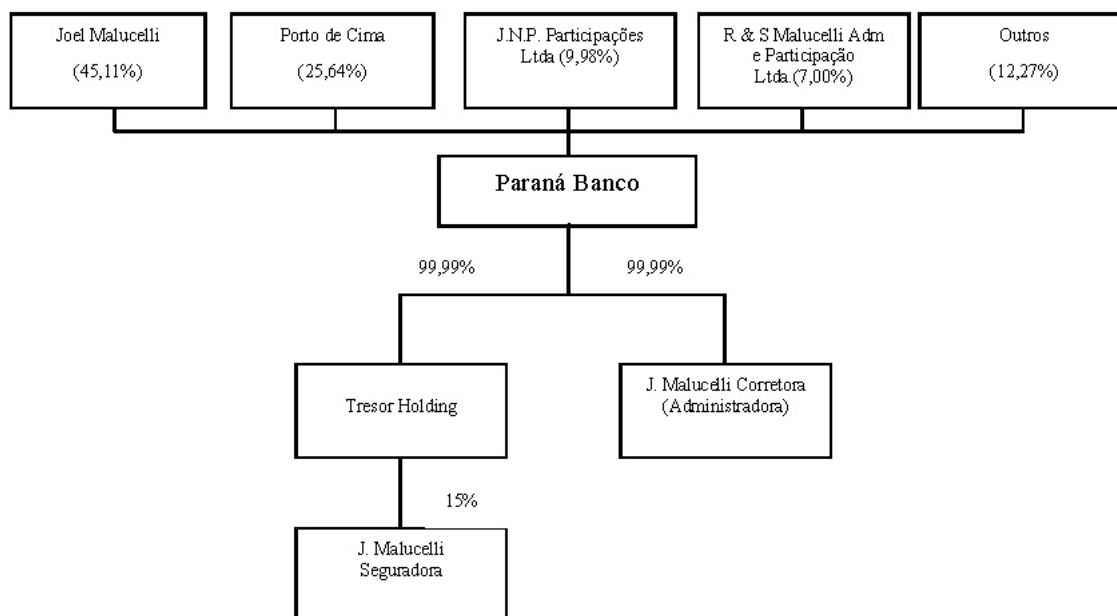 Joel Malucelli
(45,11%)
Porto de Cima
(25,64%)
J.N.P. Participações
Ltda (9,98%)
R & S Malucelli Adm
e Participação
Ltda.(7,00%)
Outros
(12,27%)
Paraná Banco
99,99%
99,99%
Tresor Holding
J. Malucelli Corretora
(Administradora)
15%
J. Malucelli
Seguradora